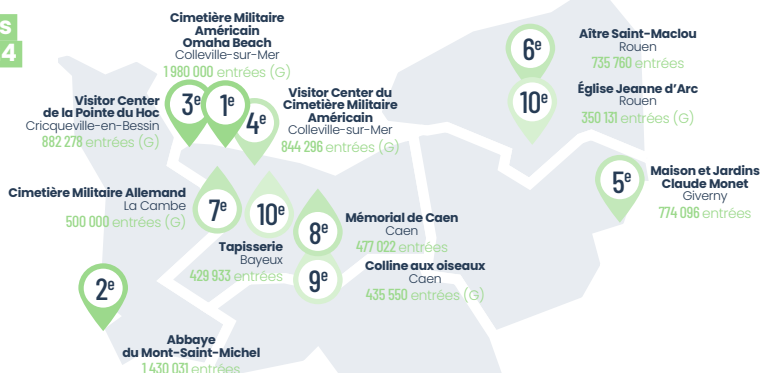 S
4
Cimetière Militaire
Américain
Omaha Beach
Colleville-sur-Mer
1 980 000 entrées (G)
Visitor Center
de la Pointe du Hoc
Cricqueville-en-Bessin
882 278 entrées (G)
3e
1e
4e
Visitor Center du
Cimetière Militaire
Américain
Colleville-sur-Mer
844 296 entrées (G)
6e
Aître Saint-Maclou
Rouen
735 760 entrées
10e
Église Jeanne d'Arc
Rouen
350 131 entrées (G)
5e
Maison et Jardins
Claude Monet
Giverny
774 096 entrées
Cimetière Militaire Allemand
La Cambe
500 000 entrées (G)
7e
10e
Tapisserie
Bayeux
429 933 entrées
8e
Mémorial de Caen
Caen
477 022 entrées
9e
Colline aux oiseaux
Caen
435 550 entrées (G)
2e
Abbaye
du Mont-Saint-Michel
1 430 031 entrées